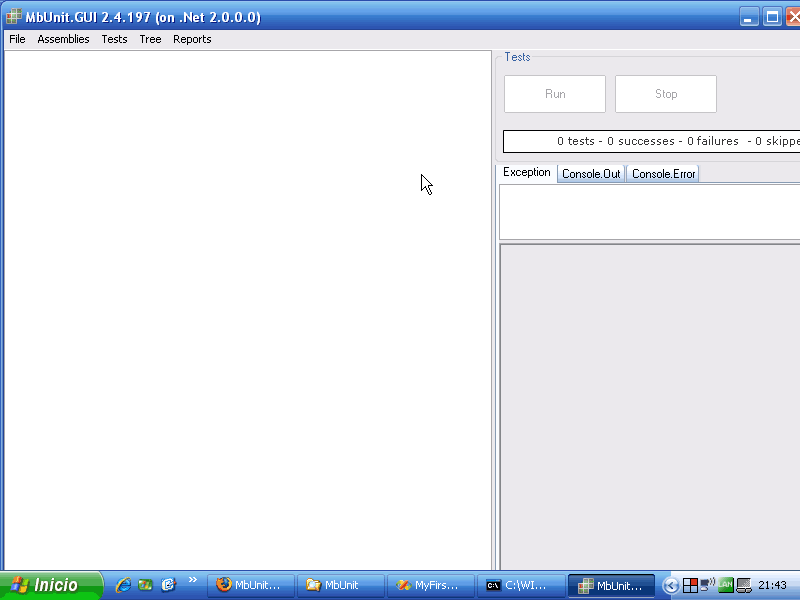 MbUnit.GUI 2.4.197 (on .Net 2.0.0.0)
File Assemblies Tests Tree Reports
Tests
Run Stop
0 tests - 0 successes - 0 failures - 0 skippe
Exception Console.Out Console.Error
Inicio MbUnit... MbUnit MyFirs... C:\WI... MbUnit... LAN 21:43